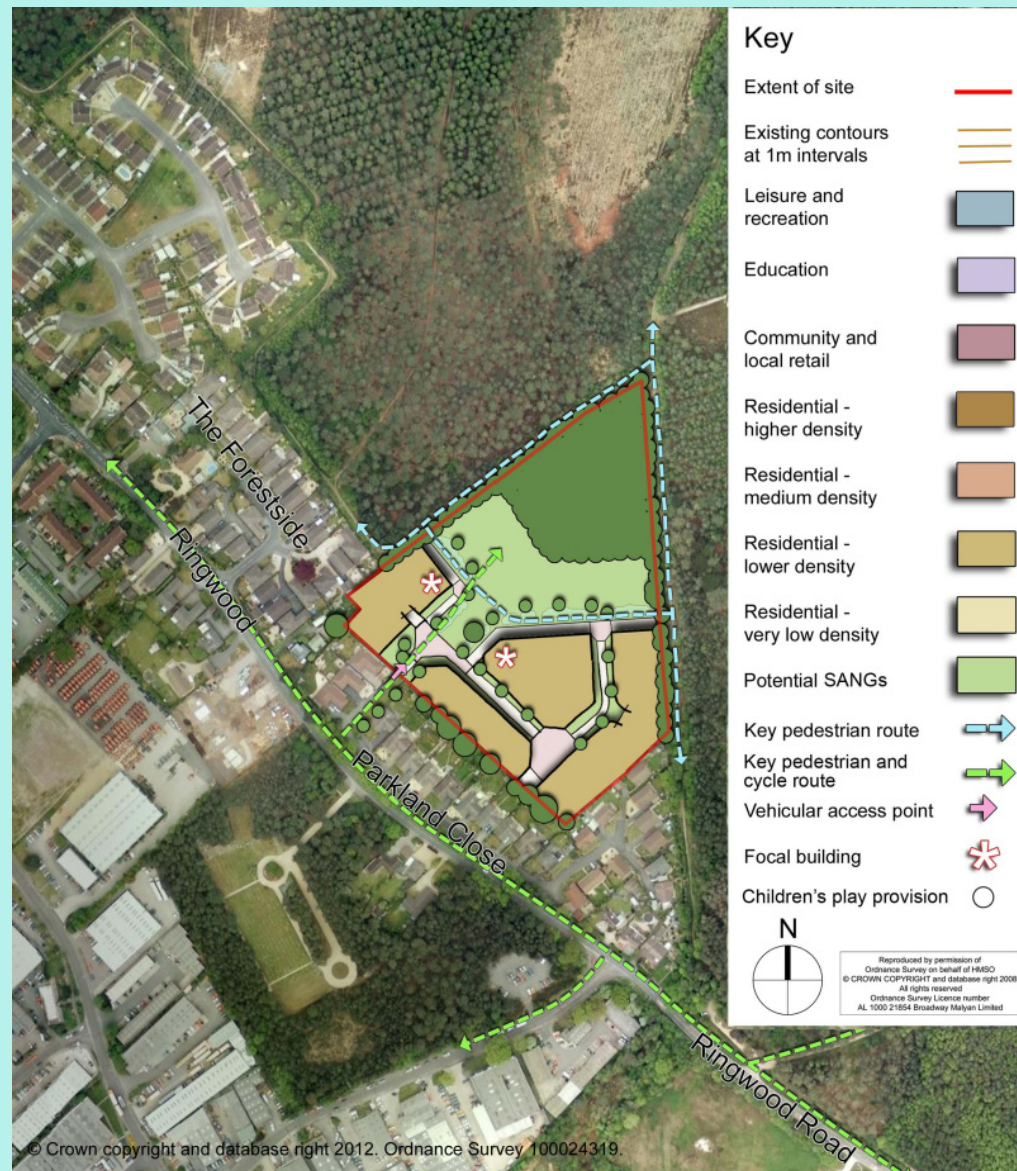 Key
Extent of site
Existing contours
at 1m intervals
Leisure and
recreation
Education
Community and
local retail
Residential -
higher density
Residential -
medium density
Residential -
lower density
Residential -
very low density
Potential SANGs
Key pedestrian route
Key pedestrian and
cycle route
Vehicular access point
Focal building
Children's play provision
N
Reproduced by permission of
Ordnance Survey on behalf of HMSO
© CROWN COPYRIGHT and database right 2008
All rights reserved
Ordnance Survey Licence number
AL 1000 21854 Broadway Malyan Limited
The Forestside
Ringwood
Parkland Close
Ringwood Road
© Crown copyright and database right 2012. Ordnance Survey 100024319.